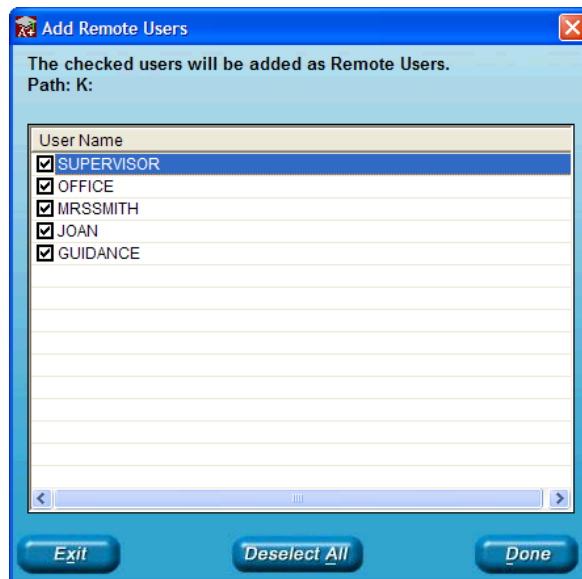 Add Remote Users
The checked users will be added as Remote Users.
Path: K:
User Name
SUPERVISOR
OFFICE
MRSSMITH
JOAN
GUIDANCE
Exit Deselect All Done